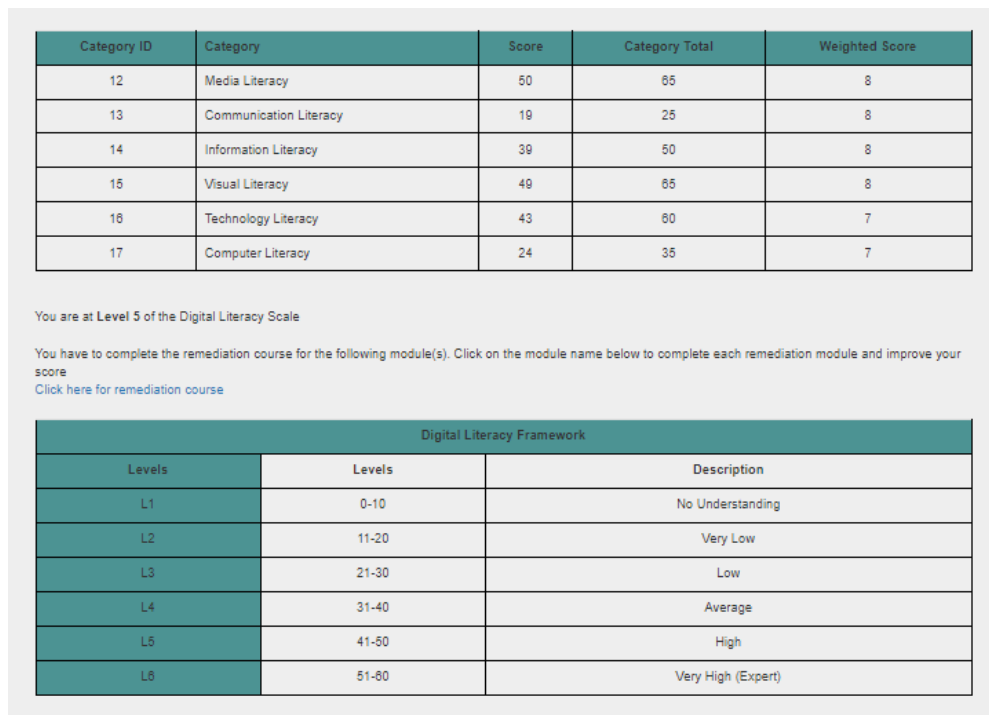 Category ID Category Score Category Total Weighted Score
12 Media Literacy 50 65 8
13 Communication Literacy 19 25 8
14 Information Literacy 39 50 8
15 Visual Literacy 49 65 8
16 Technology Literacy 43 60 7
17 Computer Literacy 24 35 7
You are at Level 5 of the Digital Literacy Scale
You have to complete the remediation course for the following module(s). Click on the module name below to complete each remediation module and improve your
score
Click here for remediation course
Digital Literacy Framework
Levels Levels Description
L1 0-10 No Understanding
L2 11-20 Very Low
L3 21-30 Low
L4 31-40 Average
L5 41-50 High
L6 51-60 Very High (Expert)